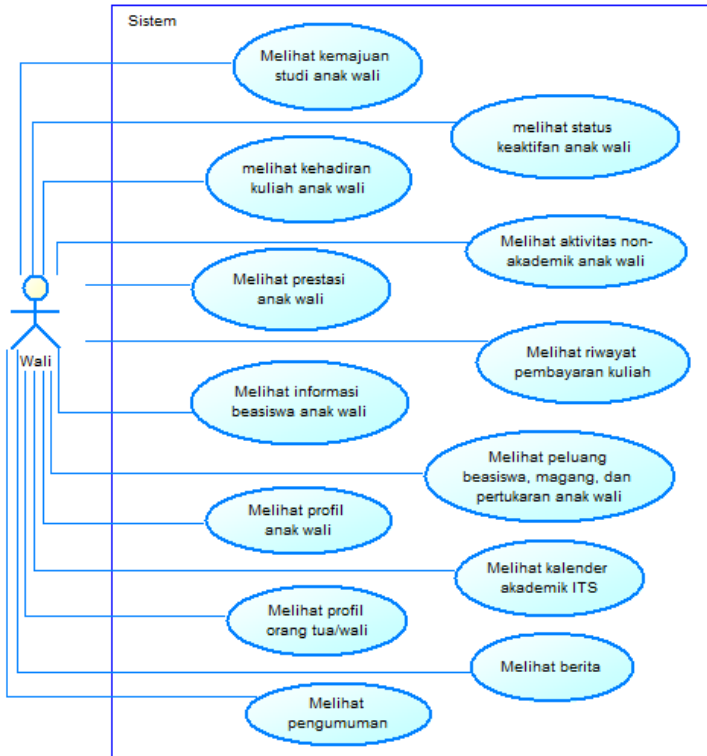 Sistem
Melihat kemajuan
studi anak wali
melihat status
keaktifan anak wali
melihat kehadiran
kuliah anak wali
Melihat aktivitas non-
akademik anak wali
Melihat prestasi
anak wali
Wali
Melihat riwayat
pembayaran kuliah
Melihat informasi
beasiswa anak wali
Melihat peluang
beasiswa, magang, dan
pertukaran anak wali
Melihat profil
anak wali
Melihat kalender
akademik ITS
Melihat profil
orang tua/wali
Melihat berita
Melihat
pengumuman